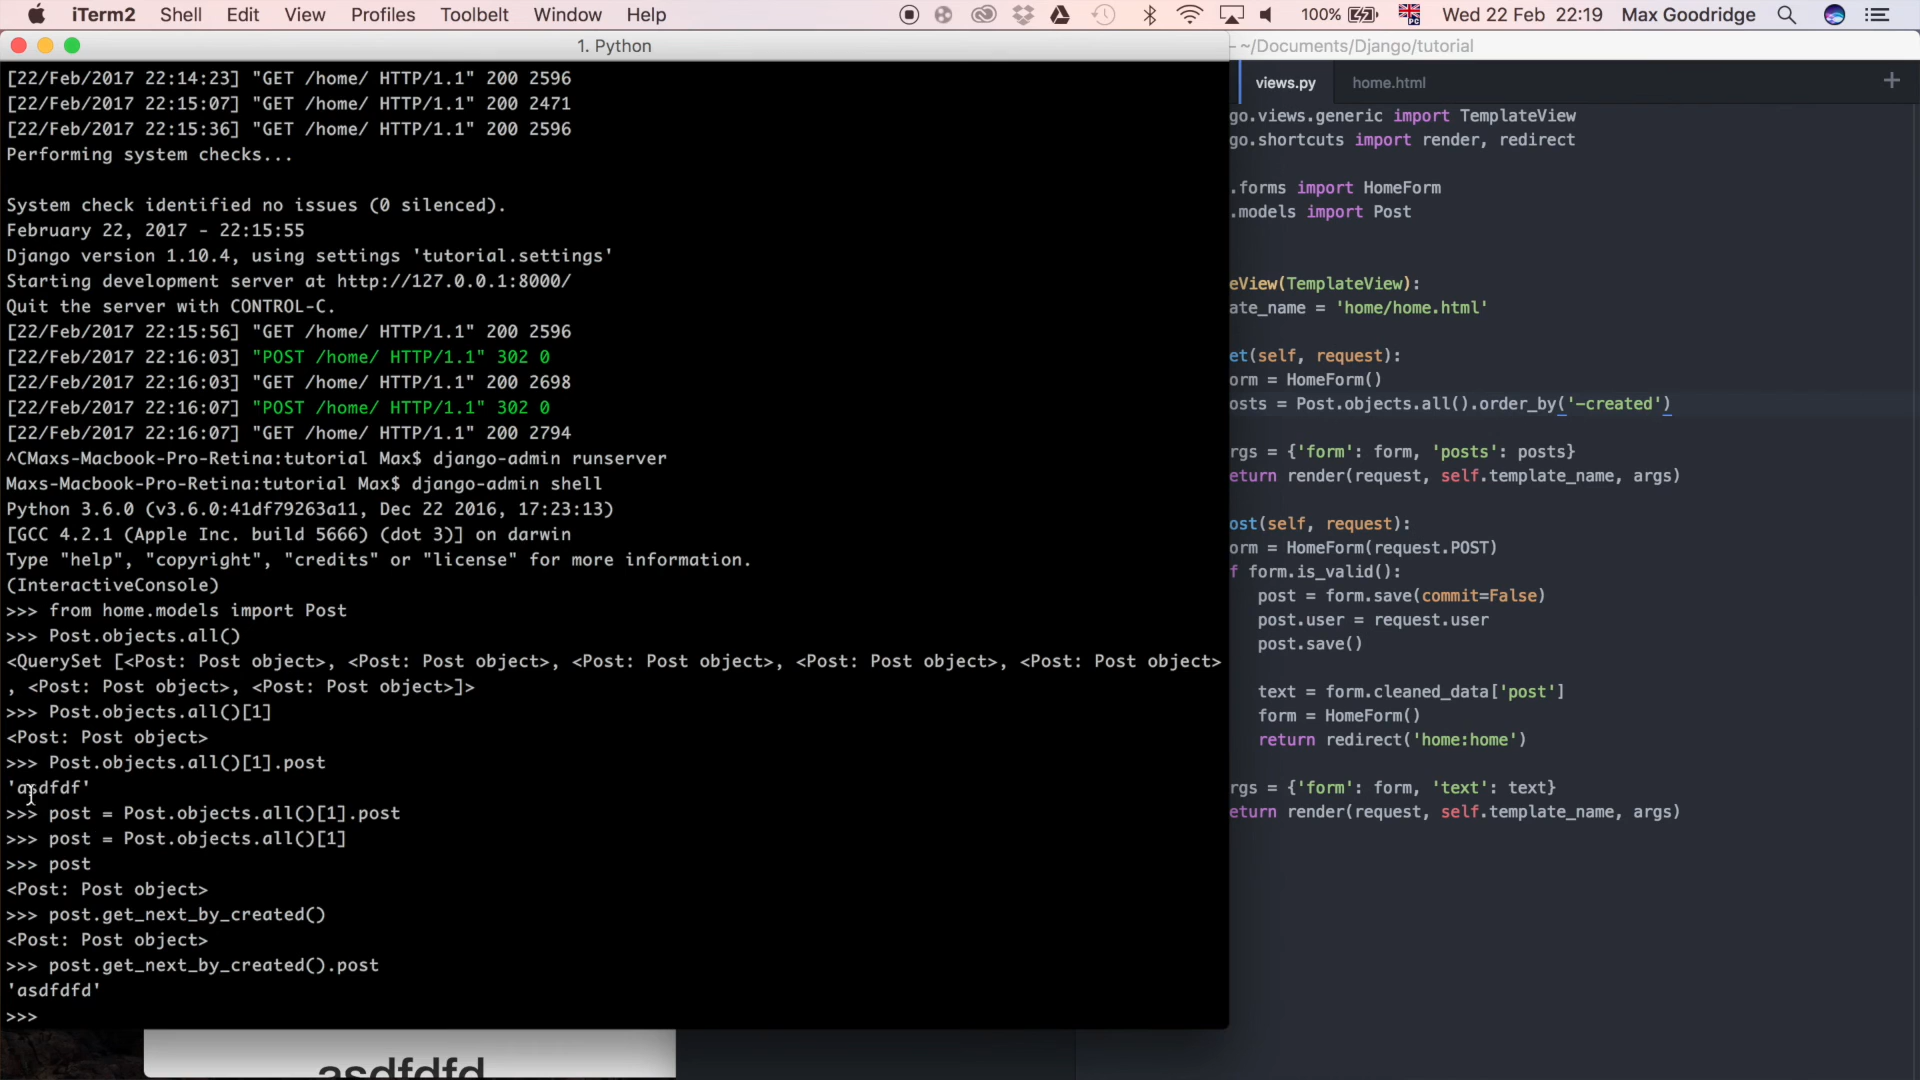 iTerm2 Shell Edit View Profiles Toolbelt Window Help 100% Wed 22 Feb 22:19 Max Goodridge
1. Python
[22/Feb/2017 22:14:23] "GET /home/ HTTP/1.1" 200 2596
[22/Feb/2017 22:15:07] "GET /home/ HTTP/1.1" 200 2471
[22/Feb/2017 22:15:36] "GET /home/ HTTP/1.1" 200 2596
Performing system checks...
System check identified no issues (0 silenced).
February 22, 2017 - 22:15:55
Django version 1.10.4, using settings 'tutorial.settings'
Starting development server at http://127.0.0.1:8000/
Quit the server with CONTROL-C.
[22/Feb/2017 22:15:56] "GET /home/ HTTP/1.1" 200 2596
[22/Feb/2017 22:16:03] "POST /home/ HTTP/1.1" 302 0
[22/Feb/2017 22:16:03] "GET /home/ HTTP/1.1" 200 2698
[22/Feb/2017 22:16:07] "POST /home/ HTTP/1.1" 302 0
[22/Feb/2017 22:16:07] "GET /home/ HTTP/1.1" 200 2794
^CMaxs-Macbook-Pro-Retina:tutorial Max$ django-admin runserver
Maxs-Macbook-Pro-Retina:tutorial Max$ django-admin shell
Python 3.6.0 (v3.6.0:41df79263a11, Dec 22 2016, 17:23:13)
[GCC 4.2.1 (Apple Inc. build 5666) (dot 3)] on darwin
Type "help", "copyright", "credits" or "license" for more information.
(InteractiveConsole)
>>> from home.models import Post
>>> Post.objects.all()
<QuerySet [<Post: Post object>, <Post: Post object>, <Post: Post object>, <Post: Post object>, <Post: Post object>
, <Post: Post object>, <Post: Post object>]>
>>> Post.objects.all()[1]
<Post: Post object>
>>> Post.objects.all()[1].post
'asdfdf'
>>> post = Post.objects.all()[1].post
>>> post = Post.objects.all()[1]
>>> post
<Post: Post object>
>>> post.get_next_by_created()
<Post: Post object>
>>> post.get_next_by_created().post
'asdfdfd'
>>>
asdfdfd
- ~/Documents/Django/tutorial
views.py home.html
go.views.generic import TemplateView
go.shortcuts import render, redirect
.forms import HomeForm
.models import Post
eView(TemplateView):
ate_name = 'home/home.html'
et(self, request):
orm = HomeForm()
osts = Post.objects.all().order_by('-created')
rgs = {'form': form, 'posts': posts}
eturn render(request, self.template_name, args)
ost(self, request):
orm = HomeForm(request.POST)
f form.is_valid():
post = form.save(commit=False)
post.user = request.user
post.save()
text = form.cleaned_data['post']
form = HomeForm()
return redirect('home:home')
rgs = {'form': form, 'text': text}
eturn render(request, self.template_name, args)